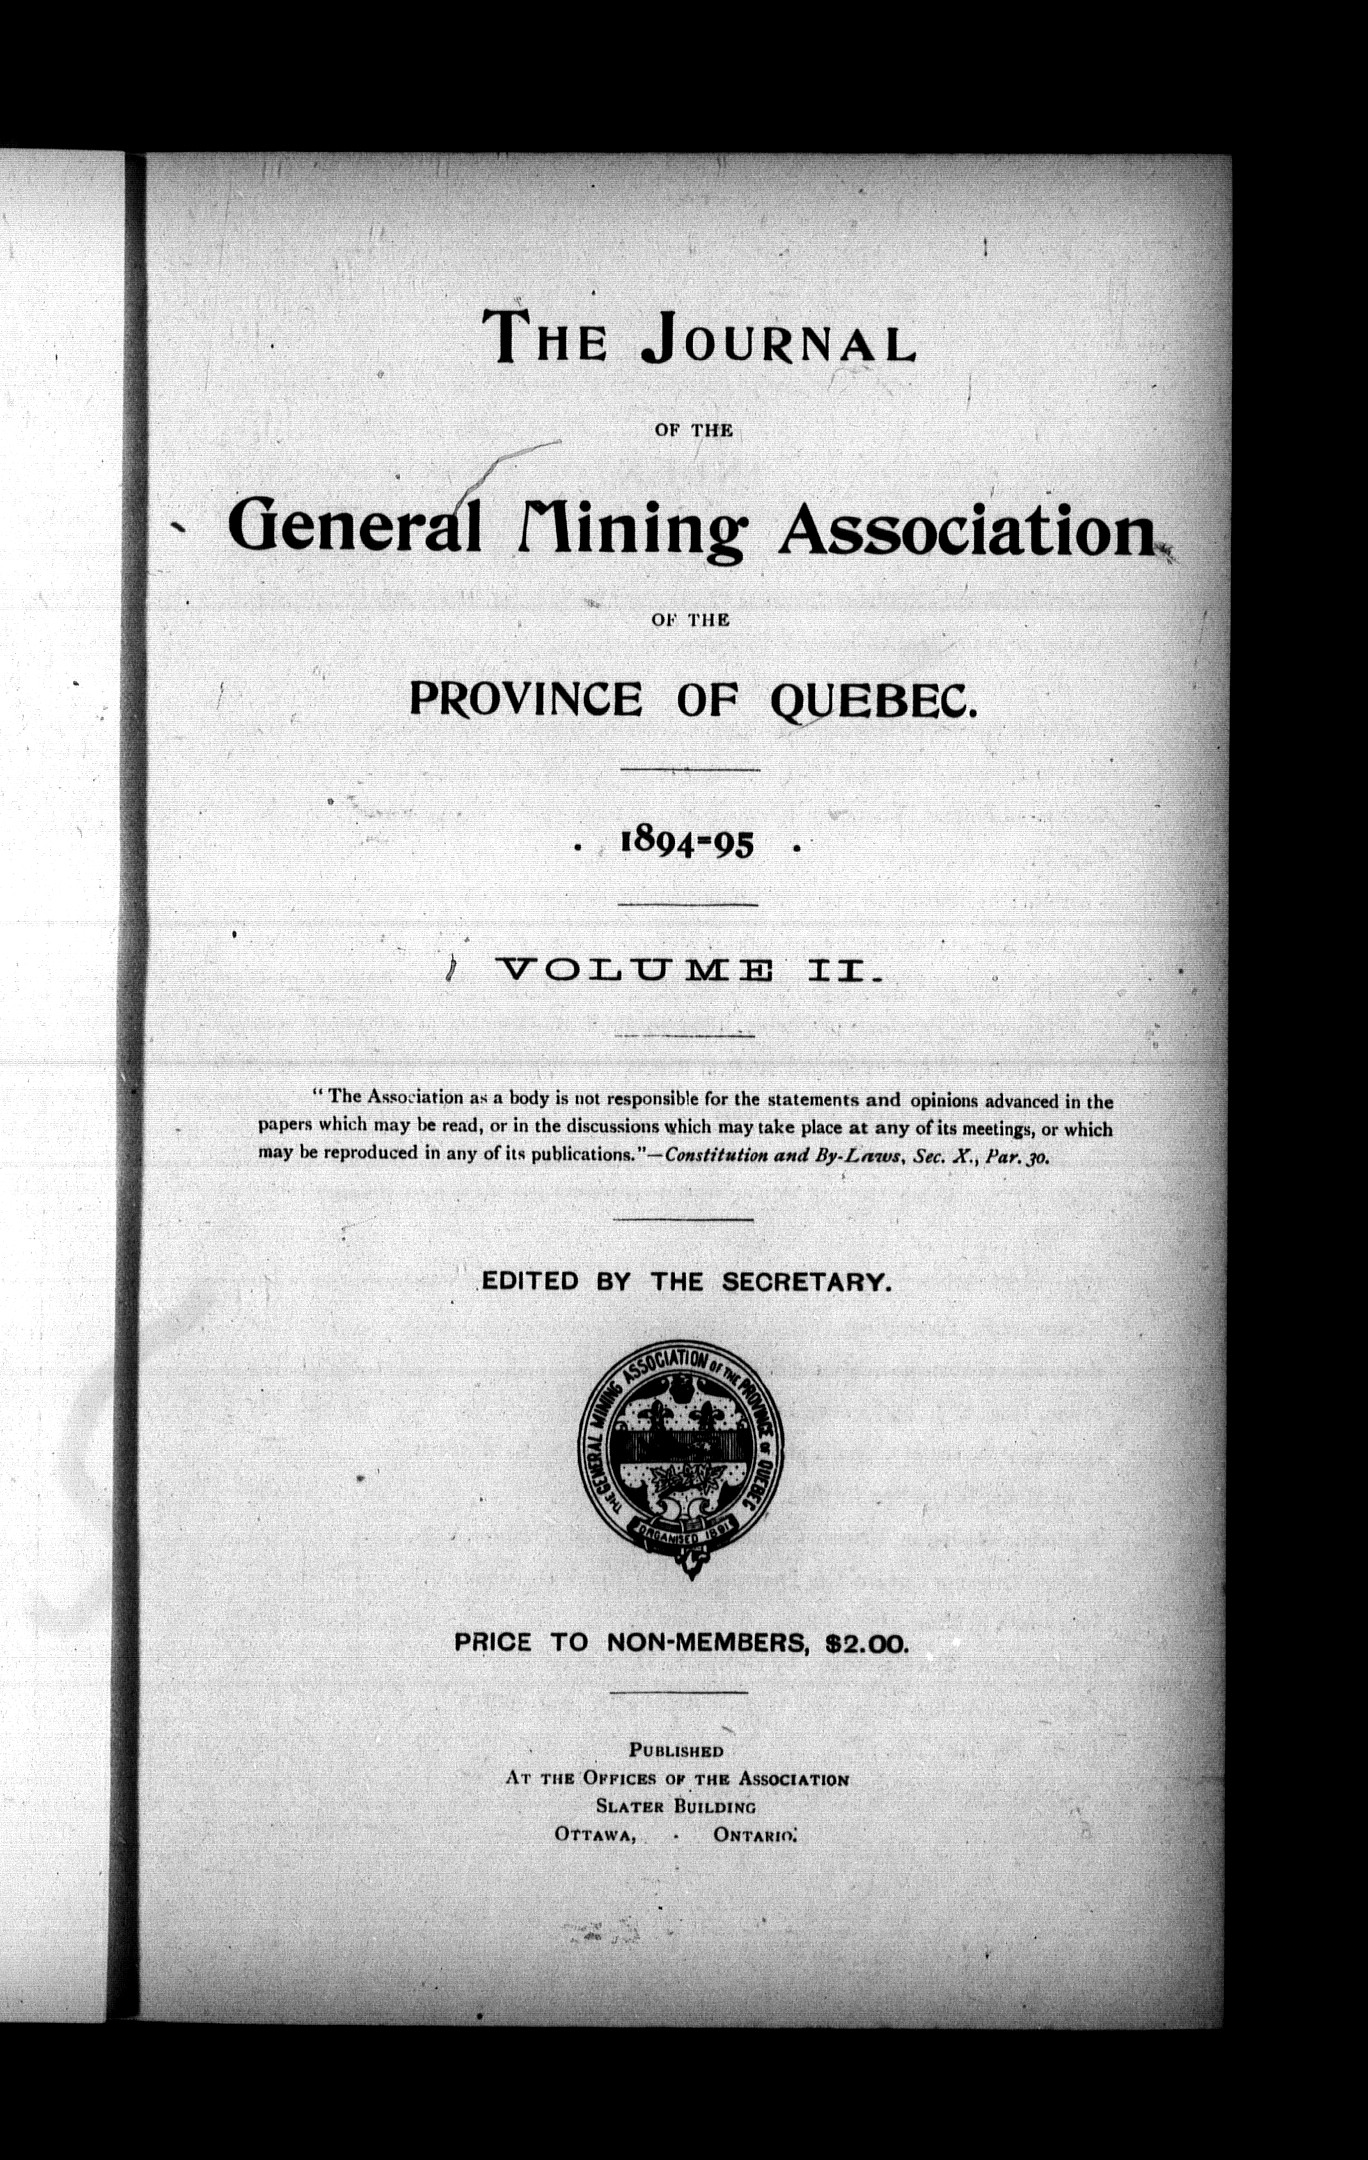 THE JOURNAL
OF THE
General Mining Association
OF THE
PROVINCE OF QUEBEC.
1894-95
VOLUME II.
"The Association as a body is not responsible for the statements and opinions advanced in the
papers which may be read, or in the discussions which may take place at any of its meetings, or which
may be reproduced in any of its publications."—Constitution and By-Laws, Sec. X., Par. 30.
EDITED BY THE SECRETARY.
THE GENERAL MINING ASSOCIATION OF THE PROVINCE OF QUEBEC
ORGANISED 1891
PRICE TO NON-MEMBERS, $2.00.
PUBLISHED
AT THE OFFICES OF THE ASSOCIATION
SLATER BUILDING
OTTAWA, - ONTARIO.